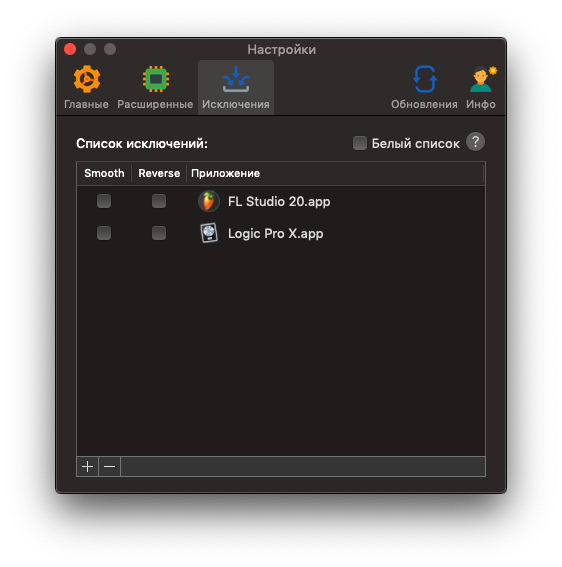 Настройки
Главные Расширенные Исключения Обновления Инфо
Список исключений: Белый список ?
Smooth Reverse Приложение
FL Studio 20.app
Logic Pro X.app